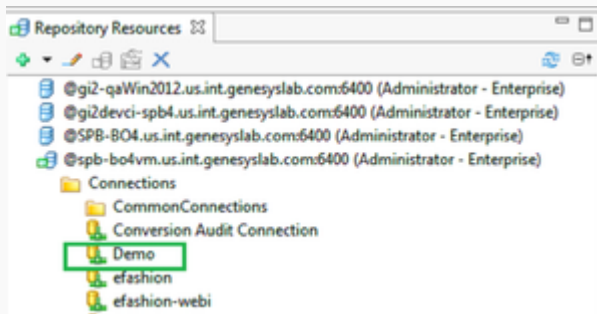 Repository Resources
@gi2-qaWin2012.us.int.genesyslab.com:6400 (Administrator - Enterprise)
@gi2devci-spb4.us.int.genesyslab.com:6400 (Administrator - Enterprise)
@SPB-BO4.us.int.genesyslab.com:6400 (Administrator - Enterprise)
@spb-bo4vm.us.int.genesyslab.com:6400 (Administrator - Enterprise)
Connections
CommonConnections
Conversion Audit Connection
Demo
efashion
efashion-webi